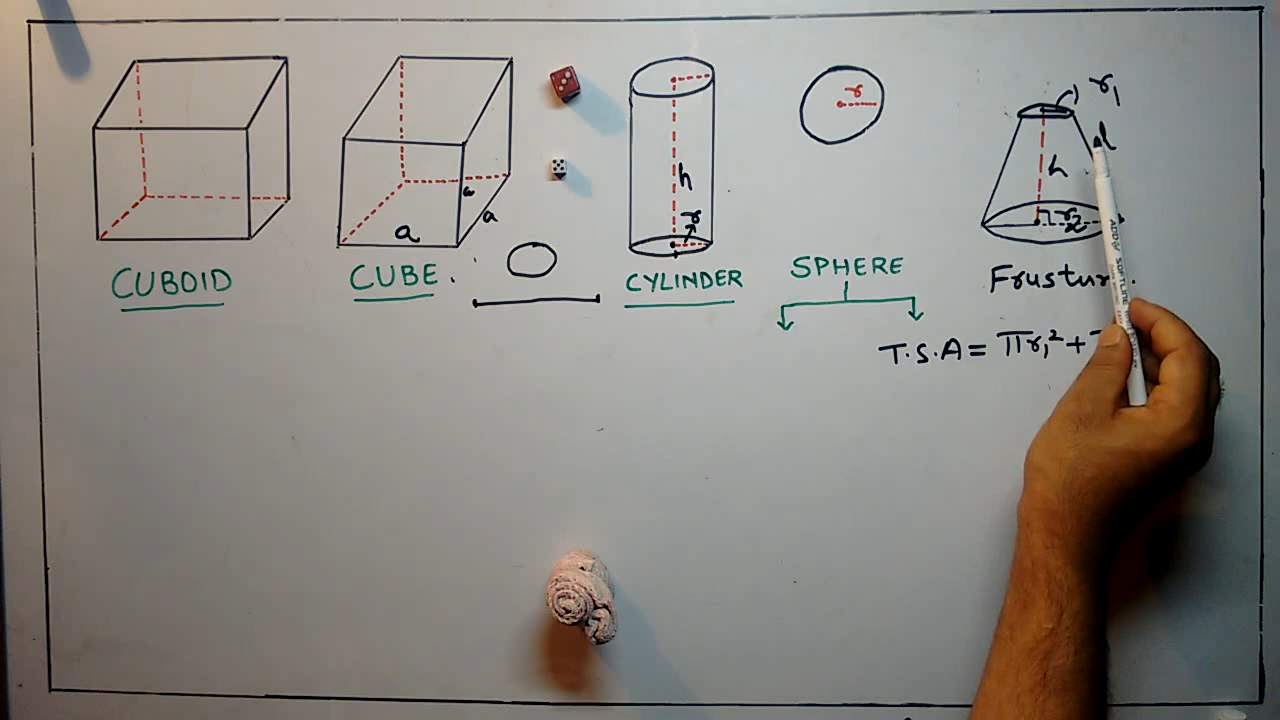 r₁
l
h
r₂
r
h
r
a
a
a
CUBOID
CUBE.
CYLINDER
SPHERE
Frustum.
T.S.A = πr₁² + π